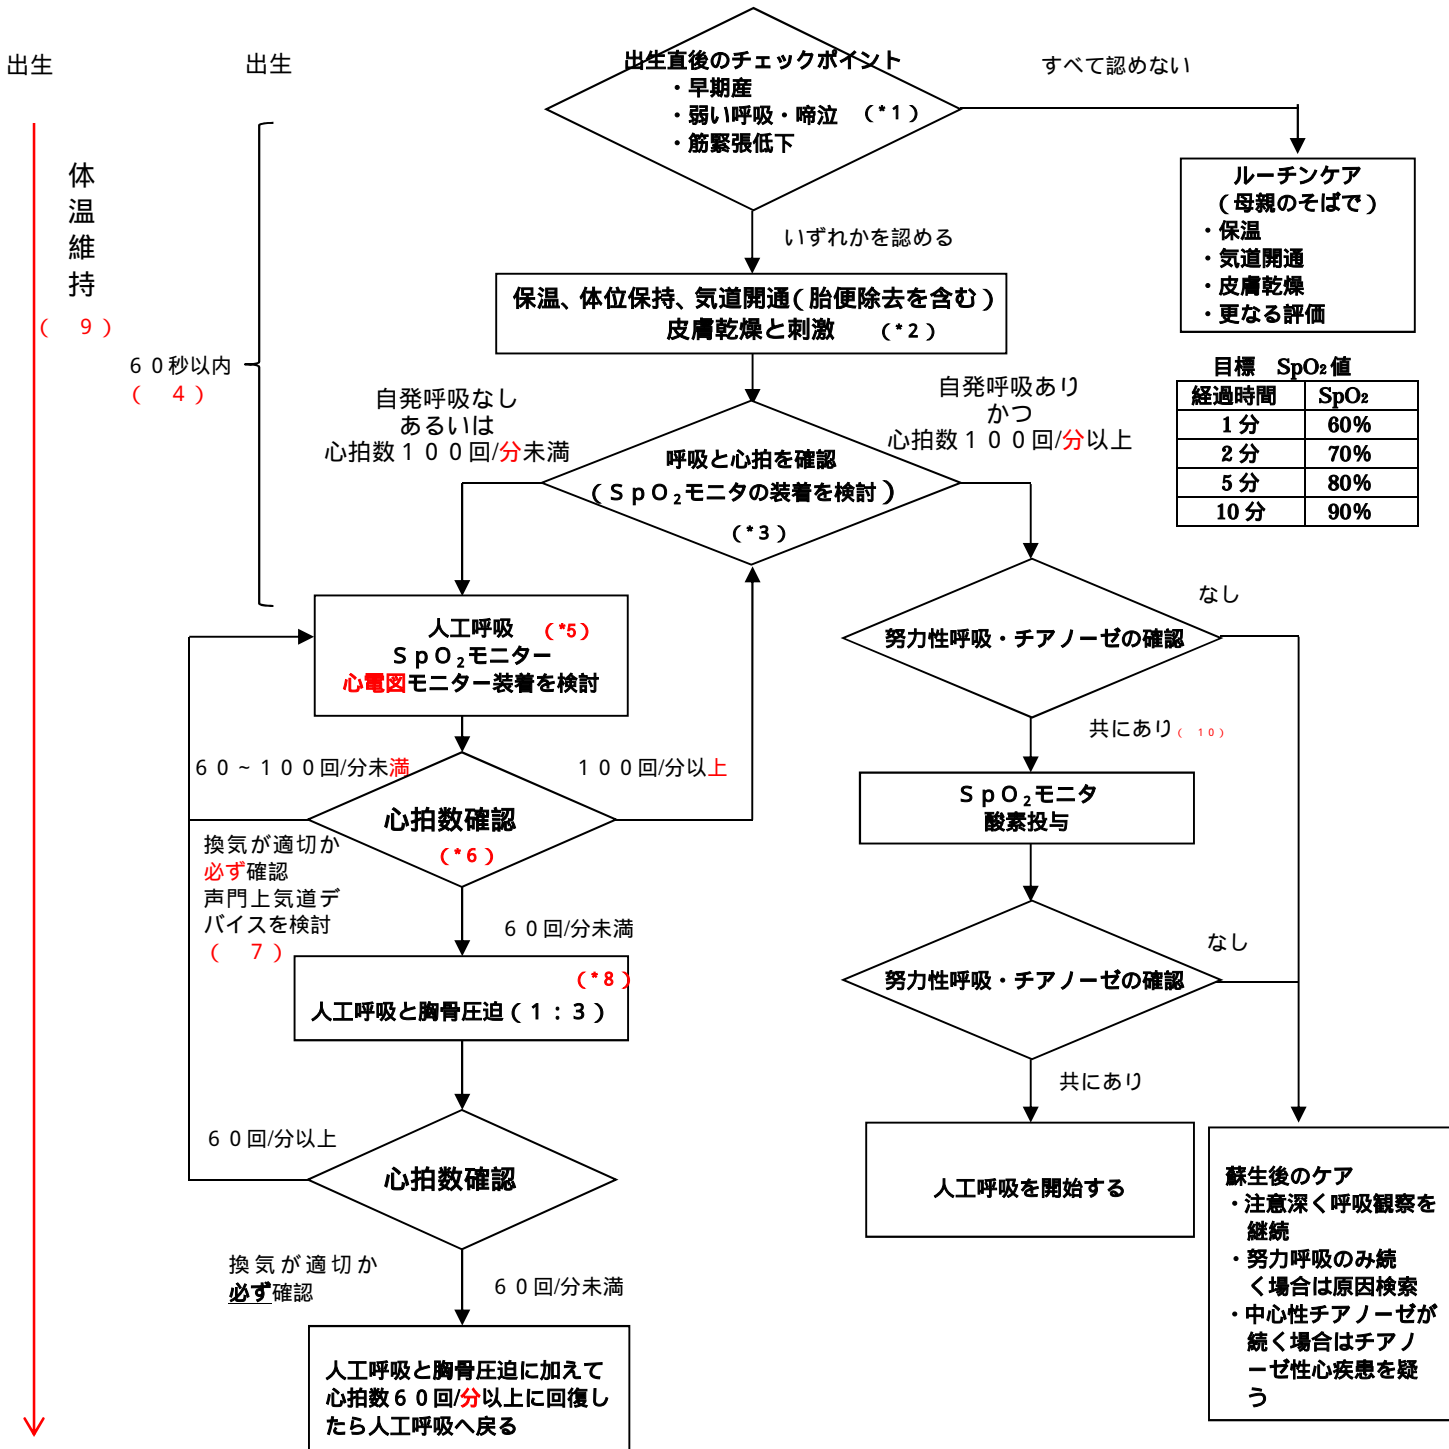 出生
出生
出生直後のチェックポイント
・早期産
・弱い呼吸・啼泣 (*1)
・筋緊張低下
すべて認めない
ルーチンケア
(母親のそばで)
・保温
・気道開通
・皮膚乾燥
・更なる評価
体温維持
( 9)
いずれかを認める
保温、体位保持、気道開通(胎便除去を含む)
皮膚乾燥と刺激 (*2)
60秒以内
( 4)
目標 SpO₂値
経過時間 SpO₂
1分 60%
2分 70%
5分 80%
10分 90%
自発呼吸なし
あるいは
心拍数100回/分未満
自発呼吸あり
かつ
心拍数100回/分以上
呼吸と心拍を確認
(SpO₂モニタの装着を検討)
(*3)
人工呼吸 (*5)
SpO₂モニター
心電図モニター装着を検討
なし
努力性呼吸・チアノーゼの確認
共にあり( 10)
60~100回/分未満
100回/分以上
心拍数確認
(*6)
SpO₂モニタ
酸素投与
換気が適切か
必ず確認
声門上気道デ
バイスを検討
( 7)
60回/分未満
なし
努力性呼吸・チアノーゼの確認
(*8)
人工呼吸と胸骨圧迫(1:3)
共にあり
60回/分以上
心拍数確認
人工呼吸を開始する
蘇生後のケア
・注意深く呼吸観察を
継続
・努力呼吸のみ続
く場合は原因検索
・中心性チアノーゼが
続く場合はチアノ
ーゼ性心疾患を疑
う
換気が適切か
必ず確認
60回/分未満
人工呼吸と胸骨圧迫に加えて
心拍数60回/分以上に回復し
たら人工呼吸へ戻る